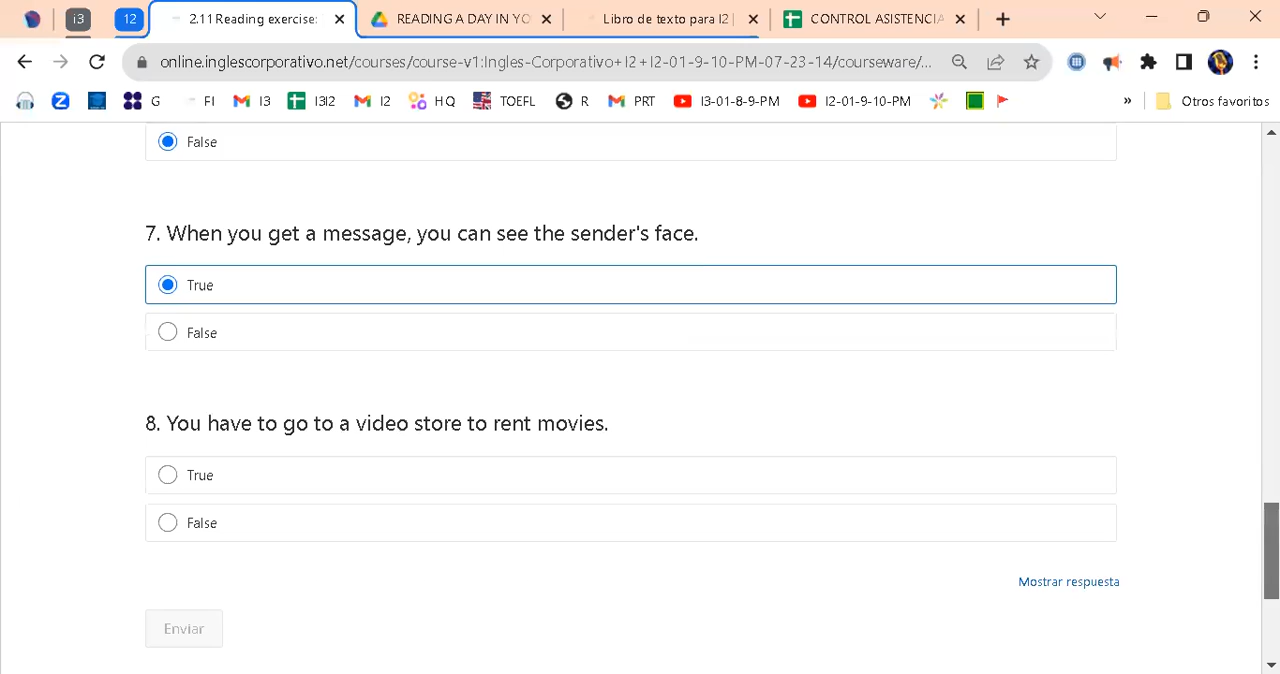 i3
12
2.11 Reading exercise:
READING A DAY IN YO
Libro de texto para I2 |
CONTROL ASISTENCIA
online.inglescorporativo.net/courses/course-v1:Ingles-Corporativo+I2+I2-01-9-10-PM-07-23-14/courseware/...
G
FI
I3
I3I2
I2
H Q
TOEFL
R
PRT
I3-01-8-9-PM
I2-01-9-10-PM
»
Otros favoritos
False
7. When you get a message, you can see the sender's face.
True
False
8. You have to go to a video store to rent movies.
True
False
Mostrar respuesta
Enviar